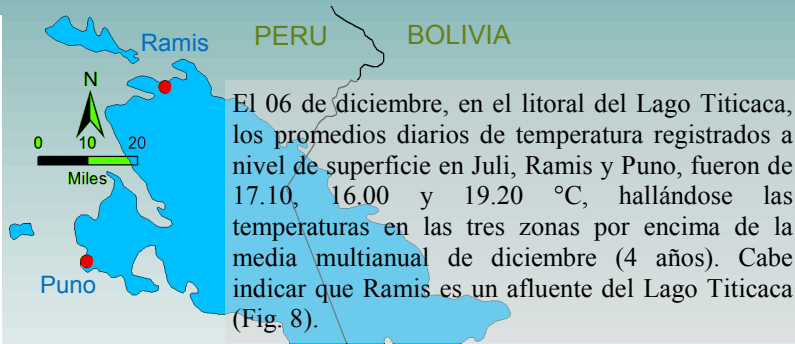 Ramis
PERU
BOLIVIA
N
0 10 20
Miles
Puno
El 06 de diciembre, en el litoral del Lago Titicaca,
los promedios diarios de temperatura registrados a
nivel de superficie en Juli, Ramis y Puno, fueron de
17.10, 16.00 y 19.20 °C, hallándose las
temperaturas en las tres zonas por encima de la
media multianual de diciembre (4 años). Cabe
indicar que Ramis es un afluente del Lago Titicaca
(Fig. 8).